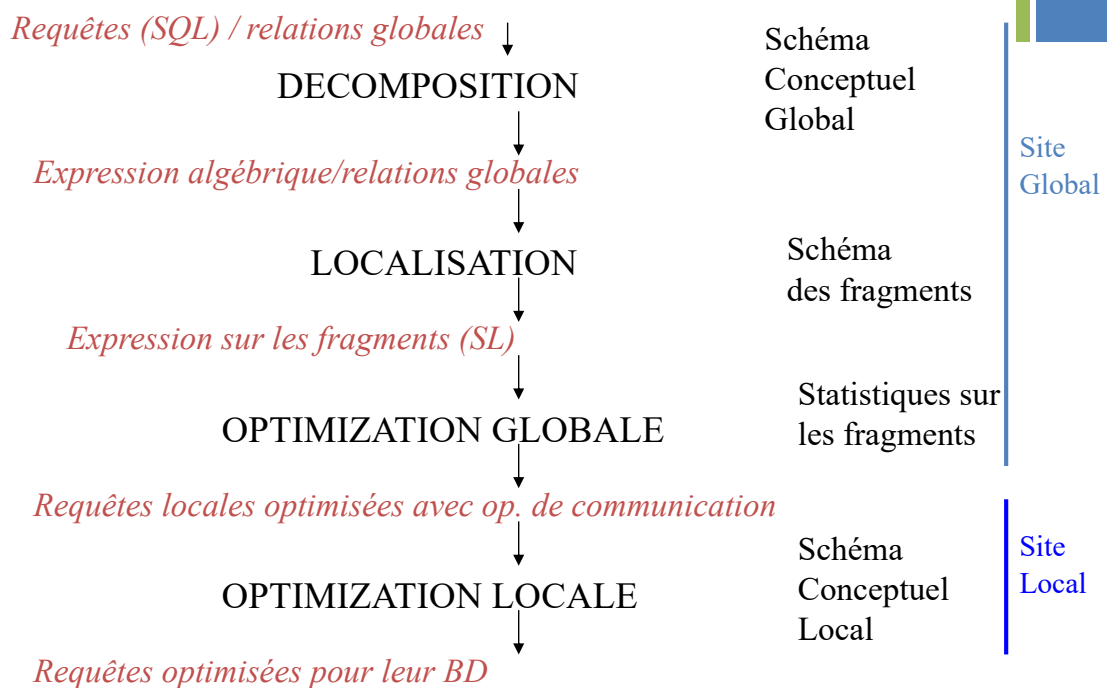 Requêtes (SQL) / relations globales
Schéma
Conceptuel
Global
DECOMPOSITION
Site
Global
Expression algébrique/relations globales
LOCALISATION
Schéma
des fragments
Expression sur les fragments (SL)
Statistiques sur
les fragments
OPTIMIZATION GLOBALE
Requêtes locales optimisées avec op. de communication
Schéma
Conceptuel
Local
Site
Local
OPTIMIZATION LOCALE
Requêtes optimisées pour leur BD